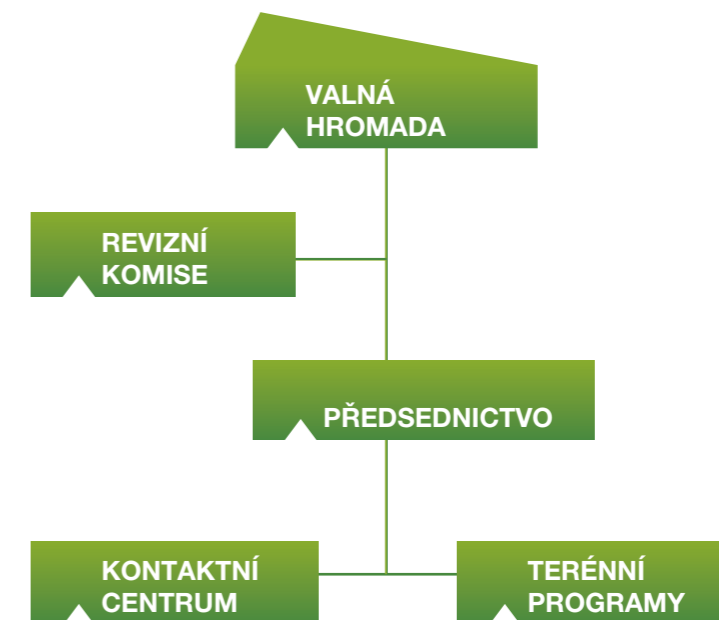 VALNÁ
HROMADA
REVIZNÍ
KOMISE
PŘEDSEDNICTVO
KONTAKTNÍ
CENTRUM
TERÉNNÍ
PROGRAMY